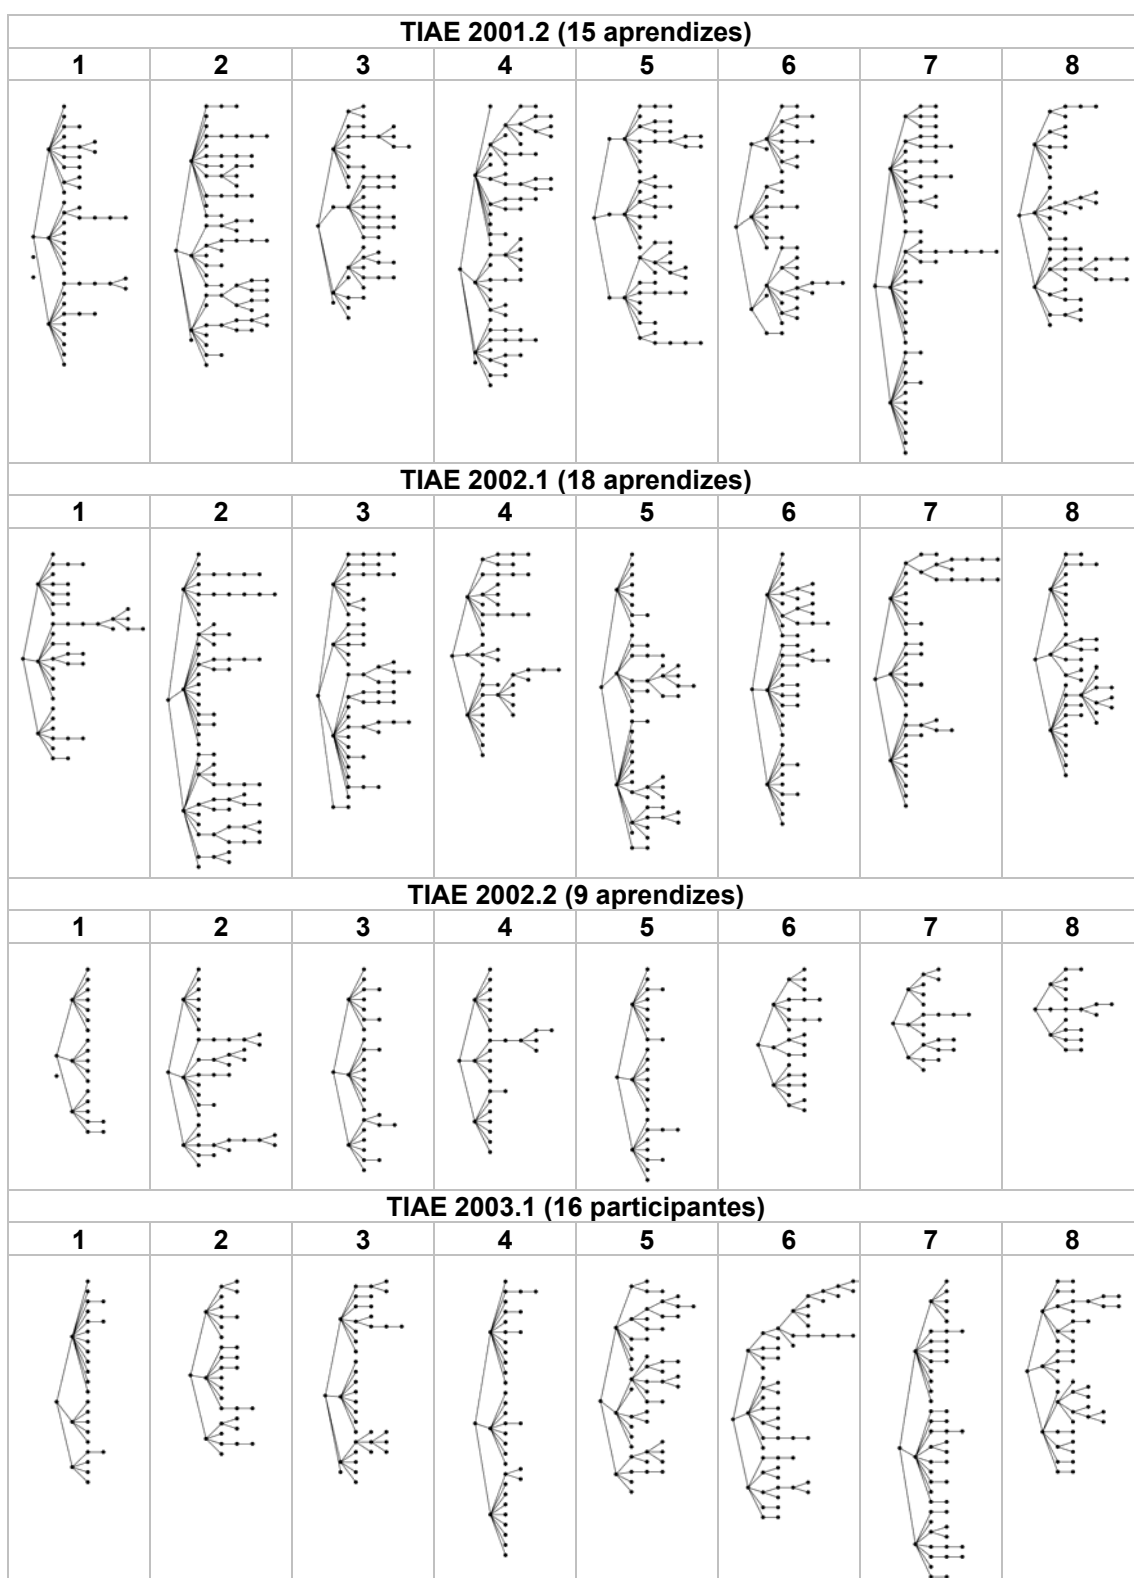 TIAE 2001.2 (15 aprendizes)
1 2 3 4 5 6 7 8
TIAE 2002.1 (18 aprendizes)
1 2 3 4 5 6 7 8
TIAE 2002.2 (9 aprendizes)
1 2 3 4 5 6 7 8
TIAE 2003.1 (16 participantes)
1 2 3 4 5 6 7 8